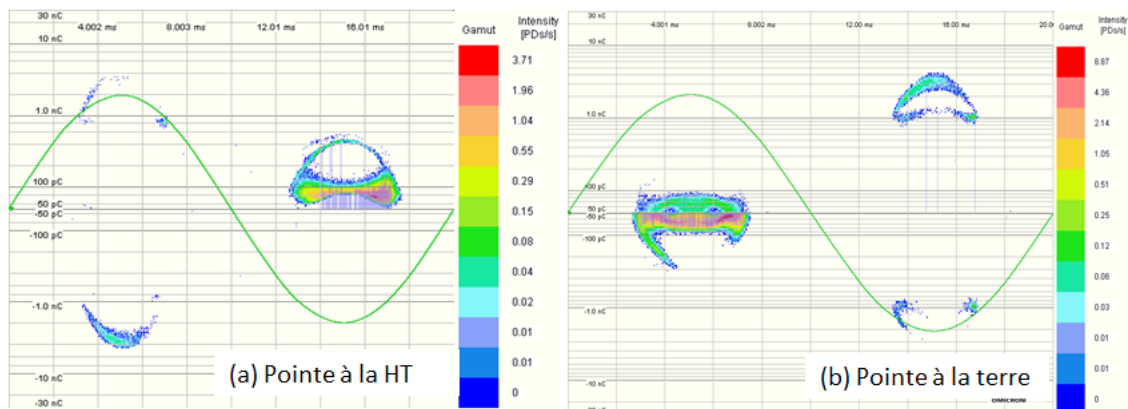 30 nC
4.002 ms
8.003 ms
12.01 ms
16.01 ms
10 nC
1.0 nC
100 pC
50 pC
-50 pC
-100 pC
-1.0 nC
-10 nC
-30 nC
Gamut
Intensity
[PDs/s]
3.71
1.96
1.04
0.55
0.29
0.15
0.08
0.04
0.02
0.01
0.01
0
(a) Pointe à la HT
30 nC
4.001 ms
8.00 ms
12.00 ms
16.00 ms
20.0
10 nC
1.0 nC
100 pC
50 pC
-50 pC
-100 pC
-1.0 nC
-10 nC
Gamut
Intensity
[PDs/s]
8.87
4.36
2.14
1.05
0.51
0.25
0.12
0.06
0.03
0.01
0.01
0
(b) Pointe à la terre
OMICRON